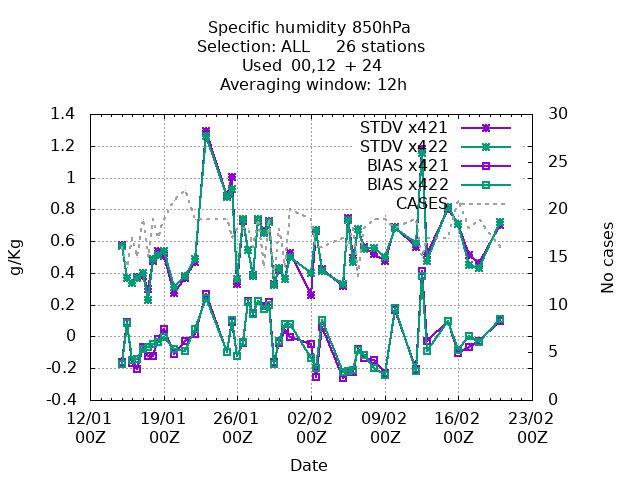 Specific humidity 850hPa
Selection: ALL 26 stations
Used 00,12 + 24
Averaging window: 12h
1.4
1.2
1
0.8
0.6
0.4
0.2
0
-0.2
-0.4
g/Kg
STDV x421
STDV x422
BIAS x421
BIAS x422
CASES
30
25
20
15
10
5
0
No cases
12/01 19/01 26/01 02/02 09/02 16/02 23/02
00Z 00Z 00Z 00Z 00Z 00Z 00Z
Date